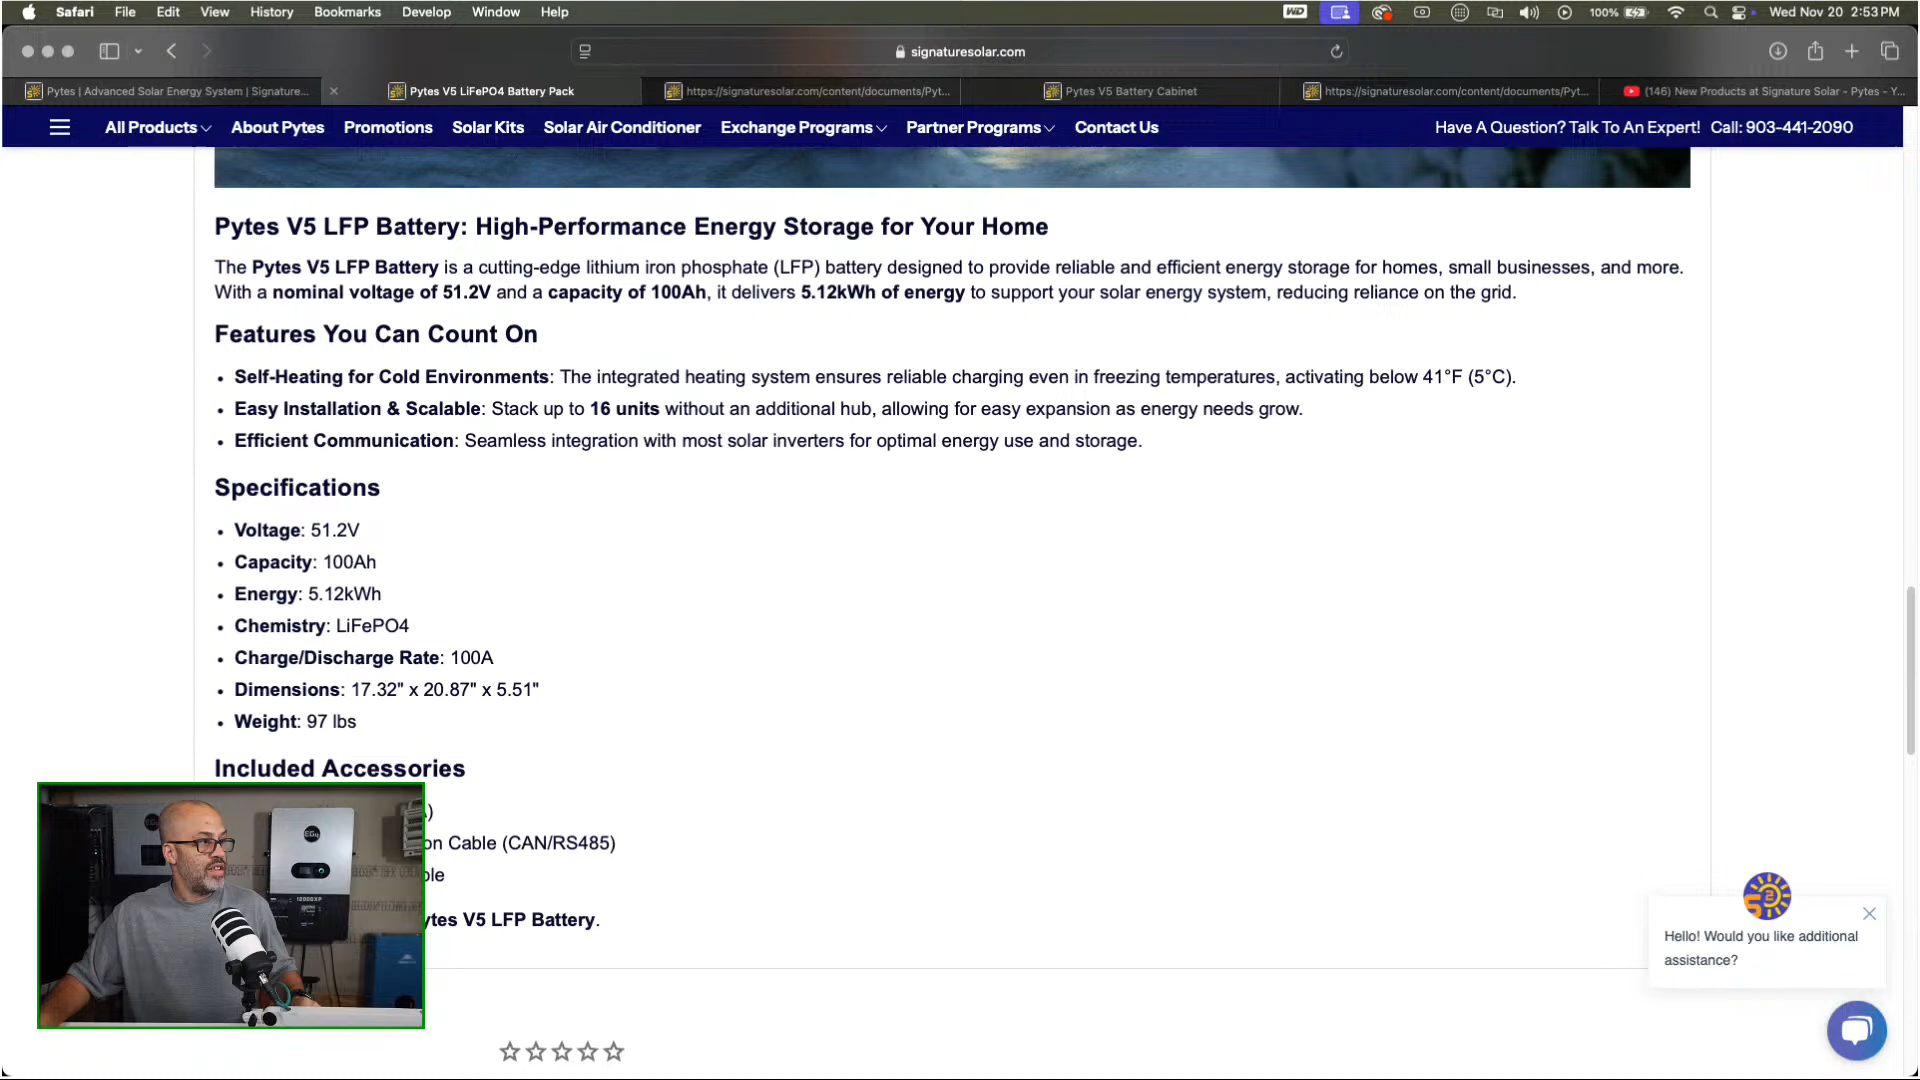 Safari File Edit View History Bookmarks Develop Window Help
WD 100% Wed Nov 20 2:53 PM
signaturesolar.com
Pytes | Advanced Solar Energy System | Signature...
Pytes V5 LiFePO4 Battery Pack
https://signaturesolar.com/content/documents/Pyt...
Pytes V5 Battery Cabinet
https://signaturesolar.com/content/documents/Pyt...
(146) New Products at Signature Solar - Pytes - Y...
All Products About Pytes Promotions Solar Kits Solar Air Conditioner Exchange Programs Partner Programs Contact Us
Have A Question? Talk To An Expert! Call: 903-441-2090
Pytes V5 LFP Battery: High-Performance Energy Storage for Your Home
The Pytes V5 LFP Battery is a cutting-edge lithium iron phosphate (LFP) battery designed to provide reliable and efficient energy storage for homes, small businesses, and more.
With a nominal voltage of 51.2V and a capacity of 100Ah, it delivers 5.12kWh of energy to support your solar energy system, reducing reliance on the grid.
Features You Can Count On
• Self-Heating for Cold Environments: The integrated heating system ensures reliable charging even in freezing temperatures, activating below 41°F (5°C).
• Easy Installation & Scalable: Stack up to 16 units without an additional hub, allowing for easy expansion as energy needs grow.
• Efficient Communication: Seamless integration with most solar inverters for optimal energy use and storage.
Specifications
• Voltage: 51.2V
• Capacity: 100Ah
• Energy: 5.12kWh
• Chemistry: LiFePO4
• Charge/Discharge Rate: 100A
• Dimensions: 17.32" x 20.87" x 5.51"
• Weight: 97 lbs
Included Accessories
)
on Cable (CAN/RS485)
ble
ytes V5 LFP Battery.
EG4
12000XP
Hello! Would you like additional
assistance?